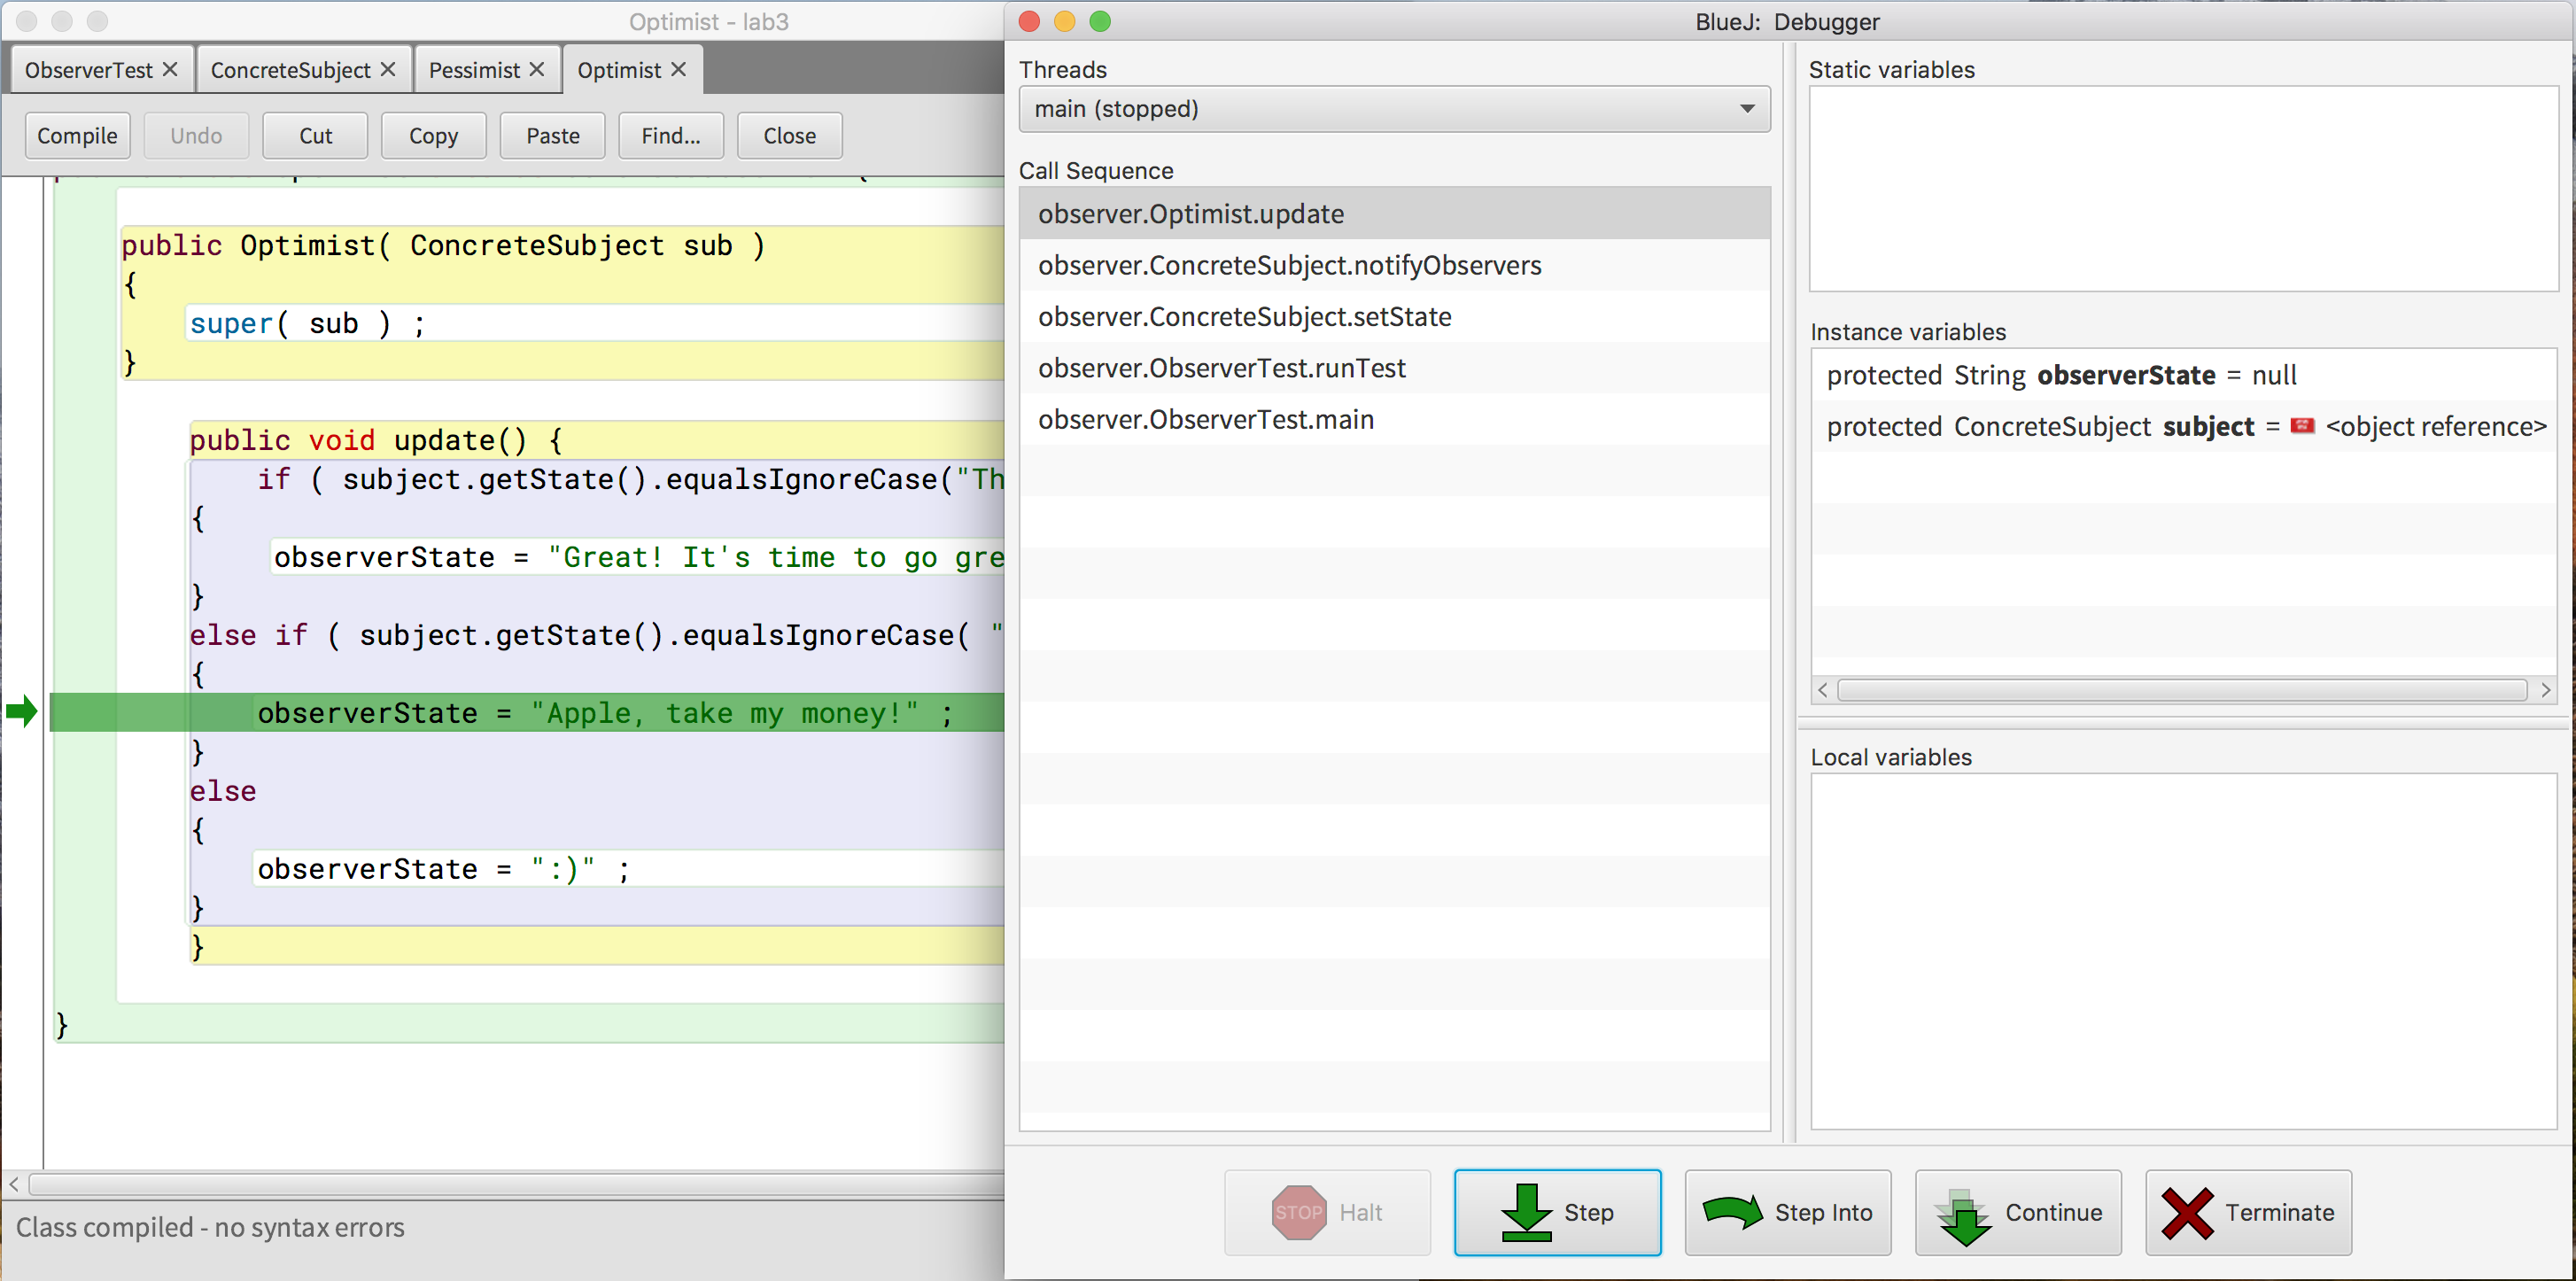 Optimist - lab3
ObserverTest
ConcreteSubject
Pessimist
Optimist
Compile
Undo
Cut
Copy
Paste
Find...
Close
public Optimist( ConcreteSubject sub )
{
super( sub ) ;
}
public void update() {
if ( subject.getState().equalsIgnoreCase("Th
{
observerState = "Great! It's time to go gre
}
else if ( subject.getState().equalsIgnoreCase( "
{
observerState = "Apple, take my money!" ;
}
else
{
observerState = ":)" ;
}
}
}
Class compiled - no syntax errors
BlueJ: Debugger
Threads
main (stopped)
Call Sequence
observer.Optimist.update
observer.ConcreteSubject.notifyObservers
observer.ConcreteSubject.setState
observer.ObserverTest.runTest
observer.ObserverTest.main
Static variables
Instance variables
protected String observerState = null
protected ConcreteSubject subject = <object reference>
Local variables
STOP Halt
Step
Step Into
Continue
Terminate